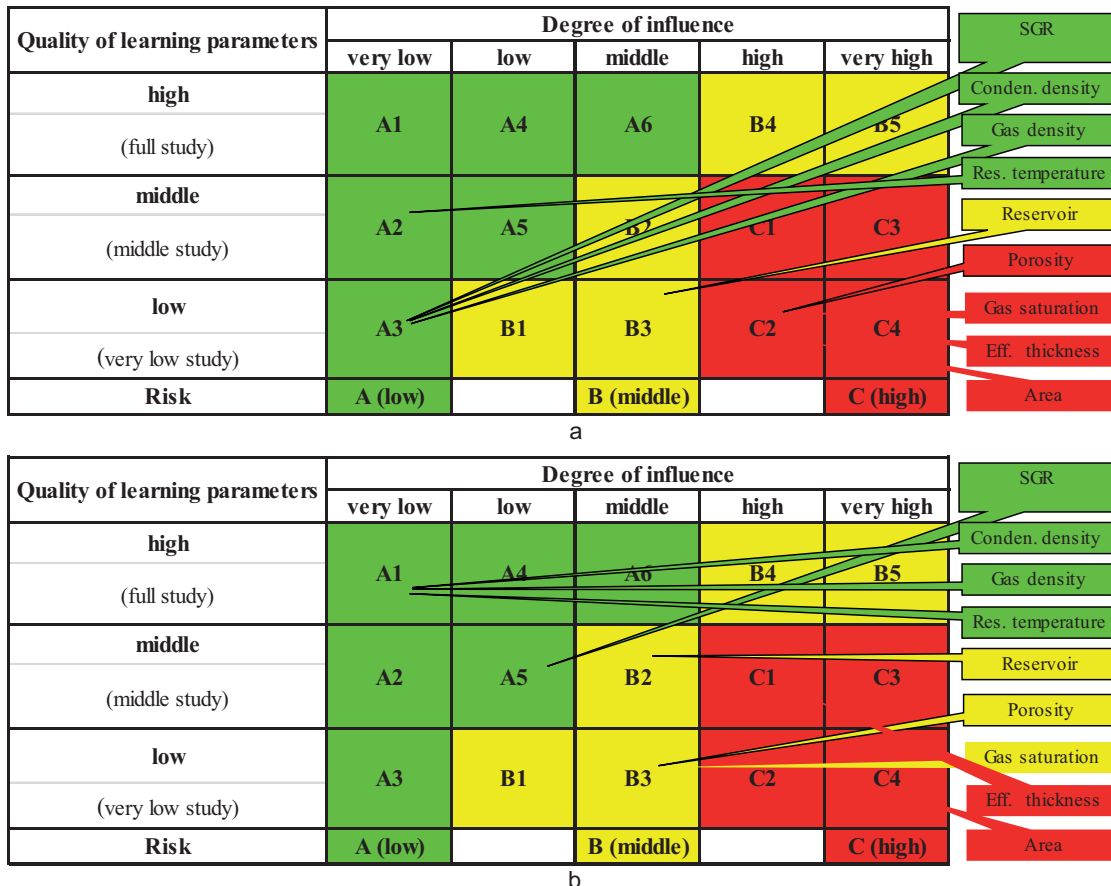 Quality of learning parameters
Degree of influence
very low low middle high very high
high
(full study)
A1 A4 A6 B4 B5
middle
(middle study)
A2 A5 B2 C1 C3
low
(very low study)
A3 B1 B3 C2 C4
Risk A (low) B (middle) C (high)
SGR
Conden. density
Gas density
Res. temperature
Reservoir
Porosity
Gas saturation
Eff. thickness
Area
a
Quality of learning parameters
Degree of influence
very low low middle high very high
high
(full study)
A1 A4 A6 B4 B5
middle
(middle study)
A2 A5 B2 C1 C3
low
(very low study)
A3 B1 B3 C2 C4
Risk A (low) B (middle) C (high)
SGR
Conden. density
Gas density
Res. temperature
Reservoir
Porosity
Gas saturation
Eff. thickness
Area
b